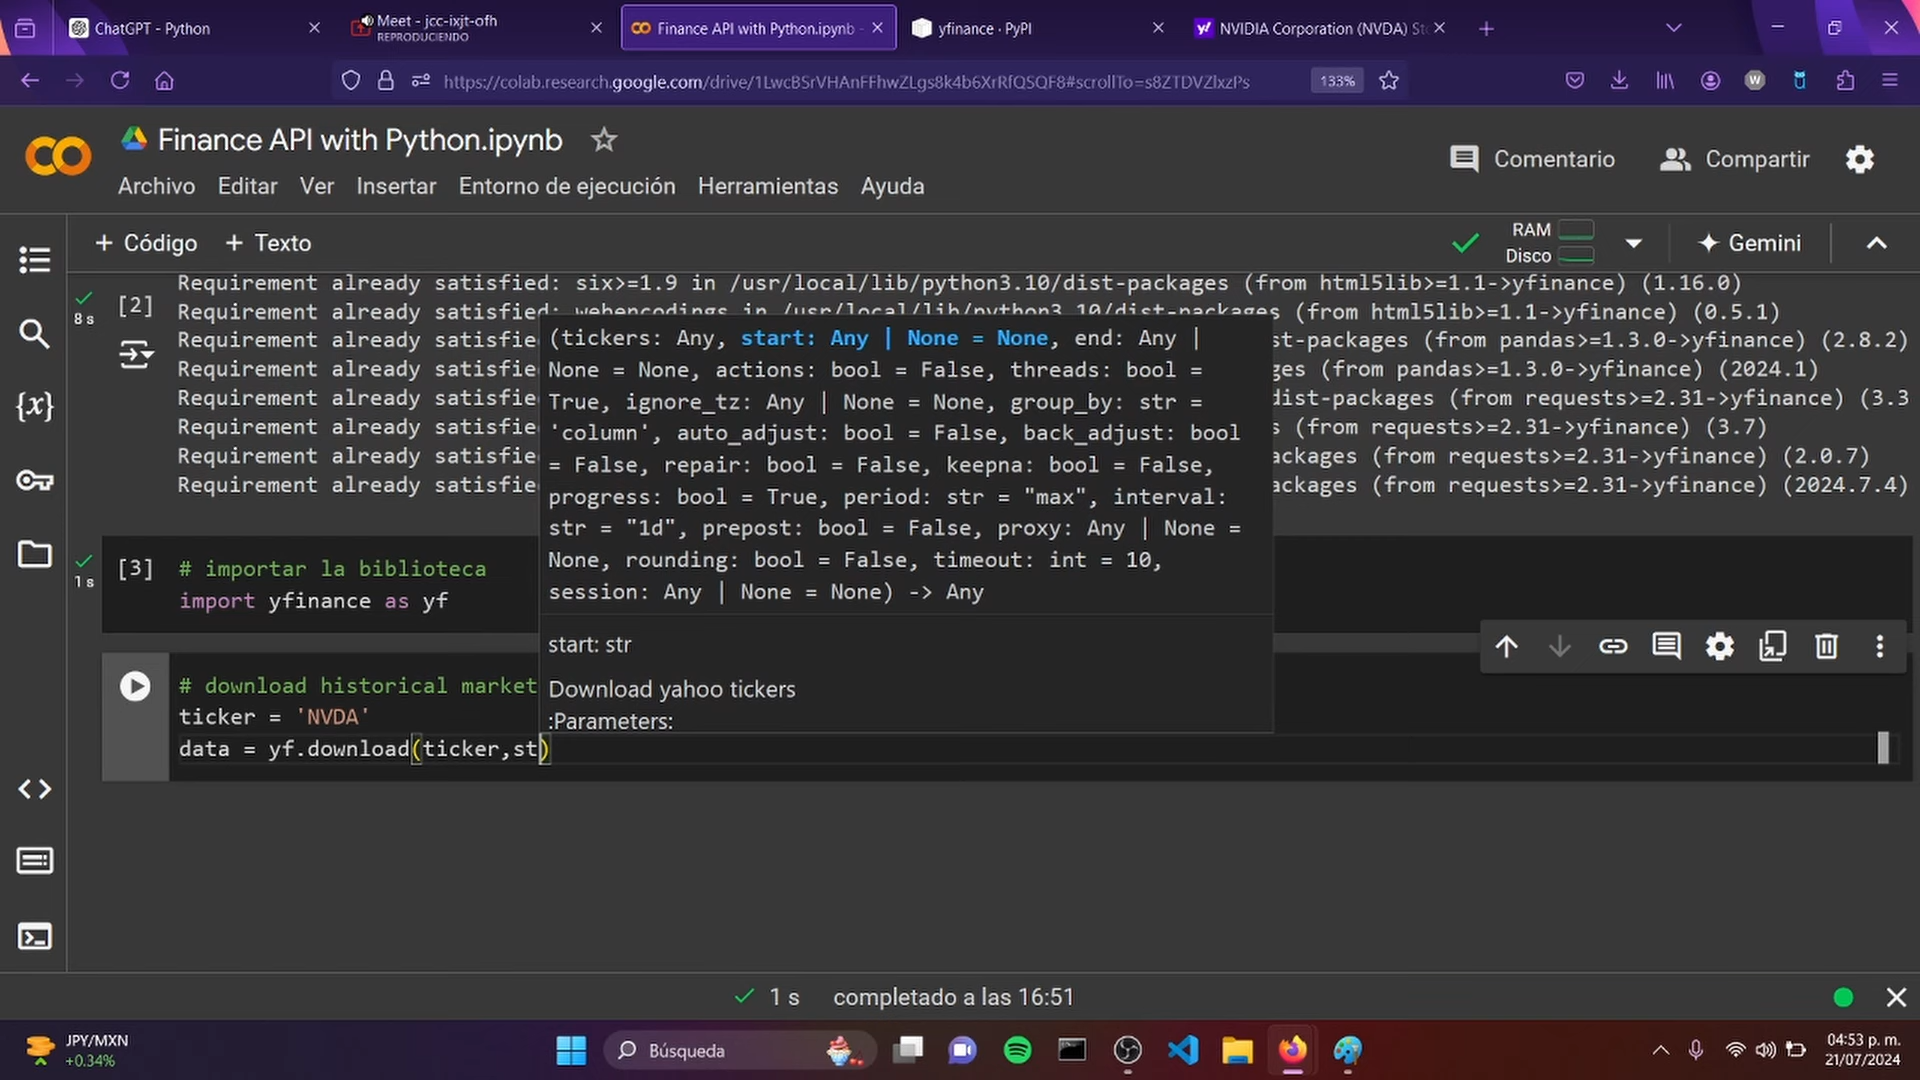 ChatGPT - Python
Meet - jcc-ixjt-ofh
REPRODUCIENDO
Finance API with Python.ipynb -
yfinance · PyPI
NVIDIA Corporation (NVDA) St
https://colab.research.google.com/drive/1LwcBSrVHAnFFhwZLgs8k4b6XrRfQSQF8#scrollTo=s8ZTDVZlxzPs
133%
Finance API with Python.ipynb
Comentario
Compartir
Archivo Editar Ver Insertar Entorno de ejecución Herramientas Ayuda
+ Código + Texto
RAM
Disco
Gemini
Requirement already satisfied: six>=1.9 in /usr/local/lib/python3.10/dist-packages (from html5lib>=1.1->yfinance) (1.16.0)
[2]
8 s
Requirement already satisfied: webencodings in /usr/local/lib/python3.10/dist-packages (from html5lib>=1.1->yfinance) (0.5.1)
Requirement already satisfie st-packages (from pandas>=1.3.0->yfinance) (2.8.2)
Requirement already satisfie ges (from pandas>=1.3.0->yfinance) (2024.1)
Requirement already satisfie dist-packages (from requests>=2.31->yfinance) (3.3
Requirement already satisfie es (from requests>=2.31->yfinance) (3.7)
Requirement already satisfie ckages (from requests>=2.31->yfinance) (2.0.7)
Requirement already satisfie ackages (from requests>=2.31->yfinance) (2024.7.4)
(tickers: Any, start: Any | None = None, end: Any |
None = None, actions: bool = False, threads: bool =
True, ignore_tz: Any | None = None, group_by: str =
'column', auto_adjust: bool = False, back_adjust: bool
= False, repair: bool = False, keepna: bool = False,
progress: bool = True, period: str = "max", interval:
str = "1d", prepost: bool = False, proxy: Any | None =
None, rounding: bool = False, timeout: int = 10,
session: Any | None = None) -> Any
start: str
Download yahoo tickers
:Parameters:
[3]
1 s
# importar la biblioteca
import yfinance as yf
# download historical market
ticker = 'NVDA'
data = yf.download(ticker,st)
1 s completado a las 16:51
JPY/MXN
+0.34%
Búsqueda
04:53 p. m.
21/07/2024